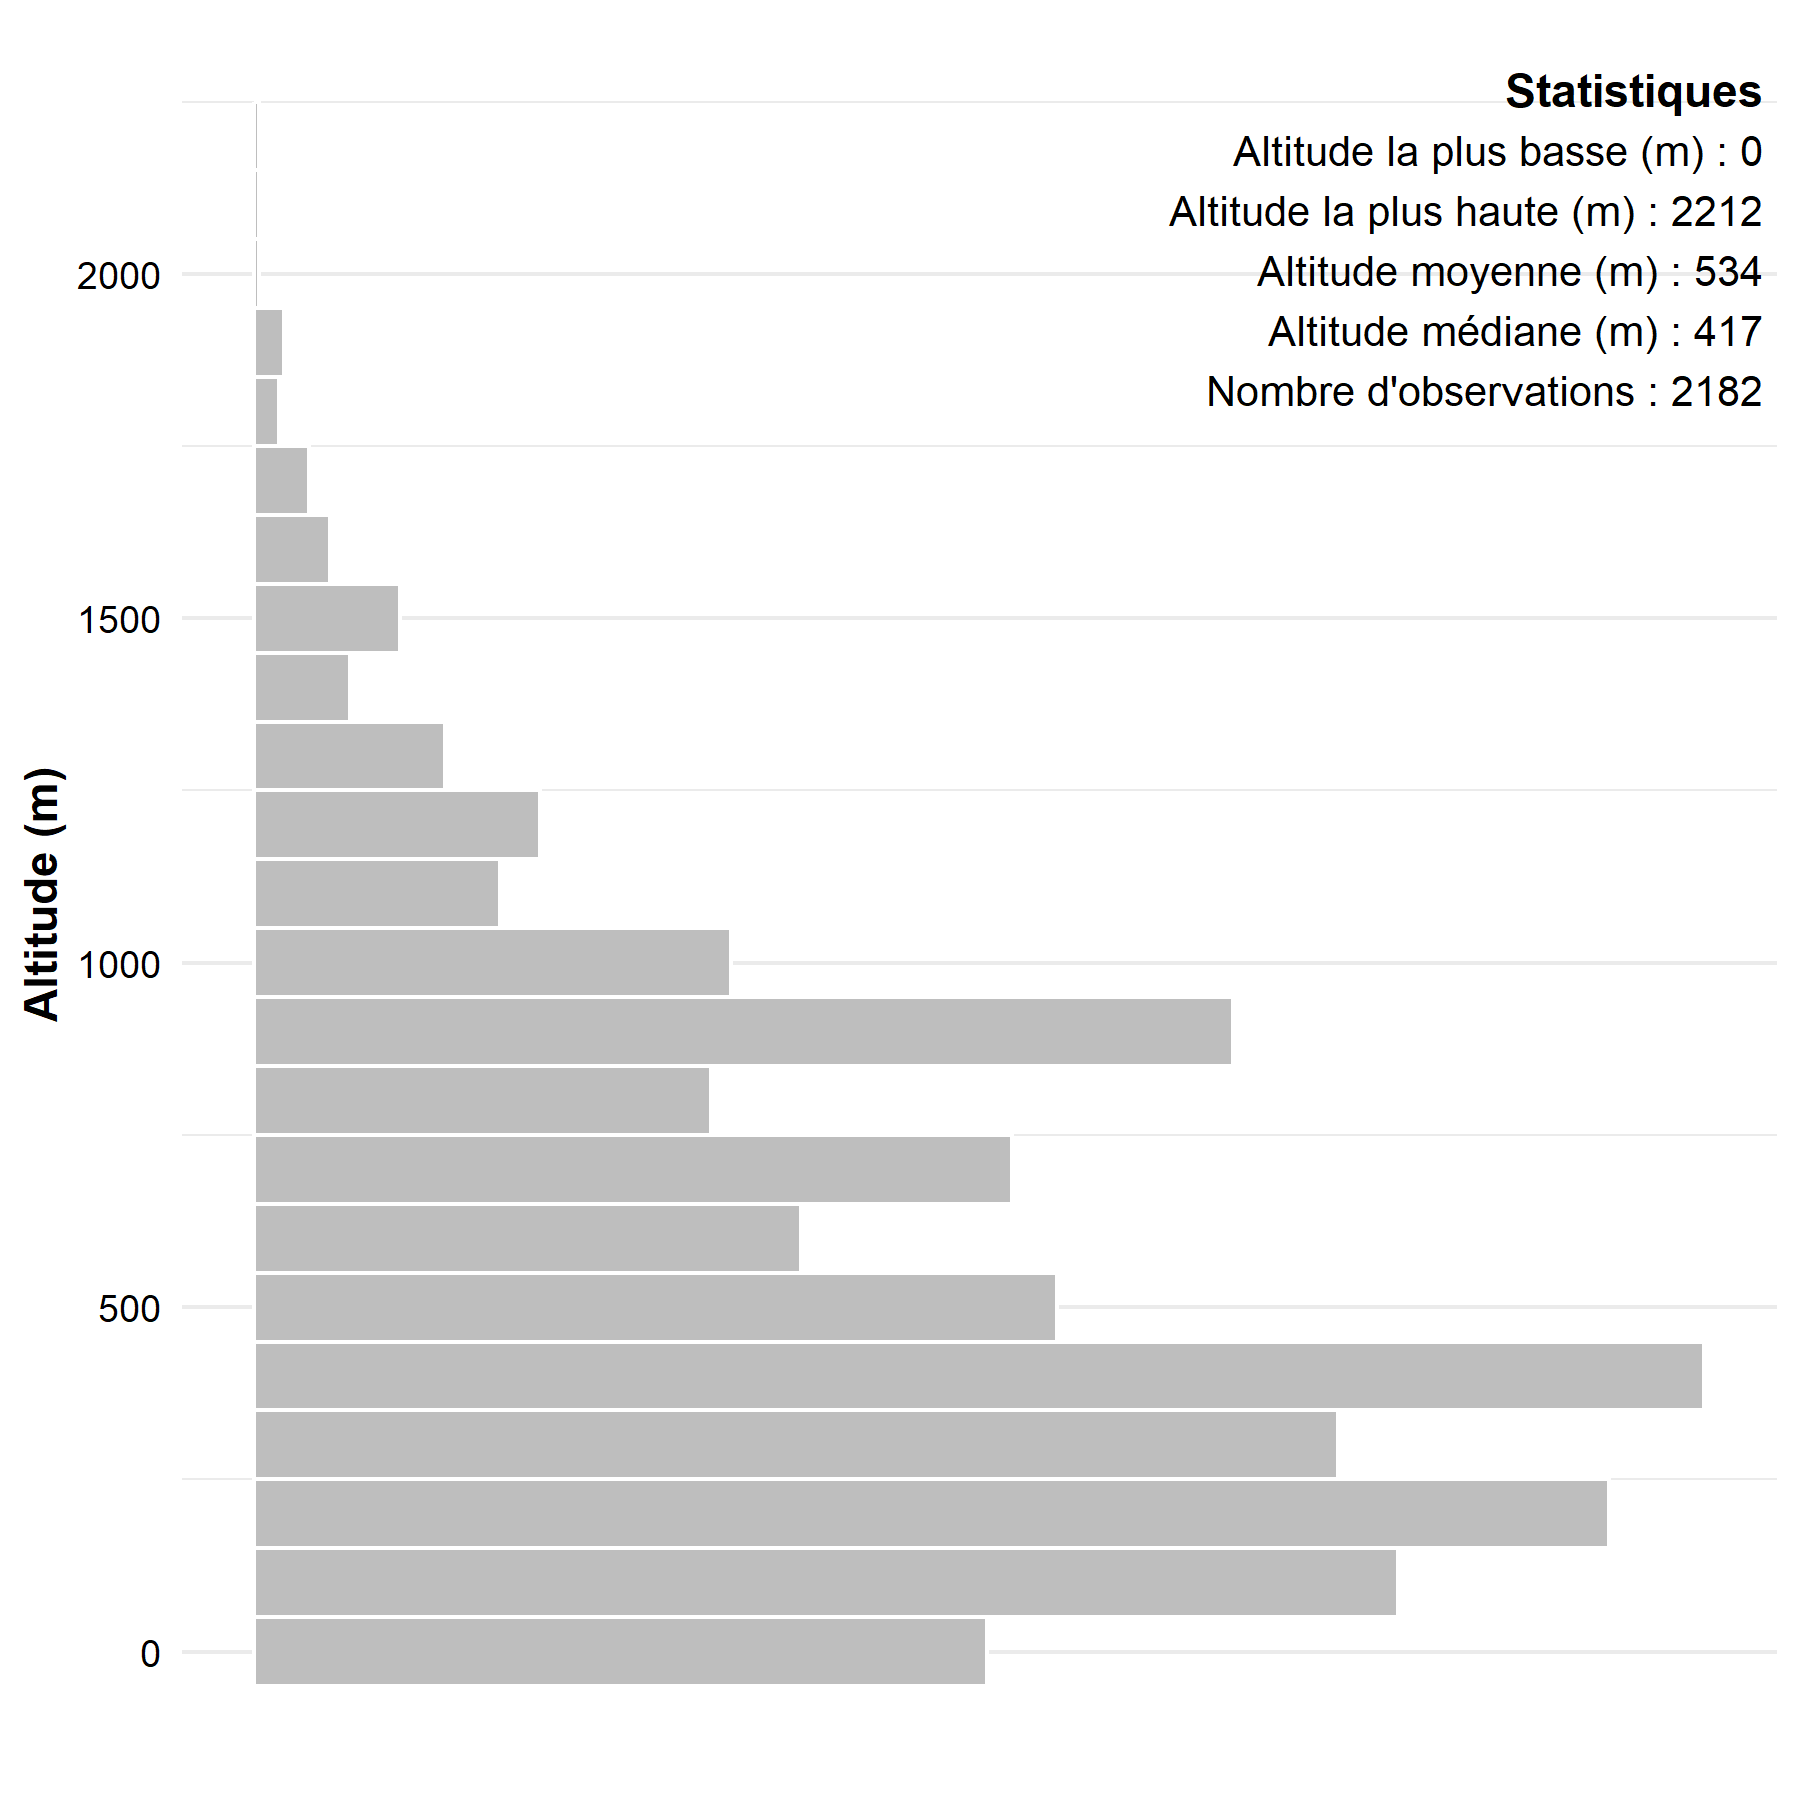 Statistiques
Altitude la plus basse (m) : 0
Altitude la plus haute (m) : 2212
Altitude moyenne (m) : 534
Altitude médiane (m) : 417
Nombre d'observations : 2182
2000
1500
1000
500
0
Altitude (m)